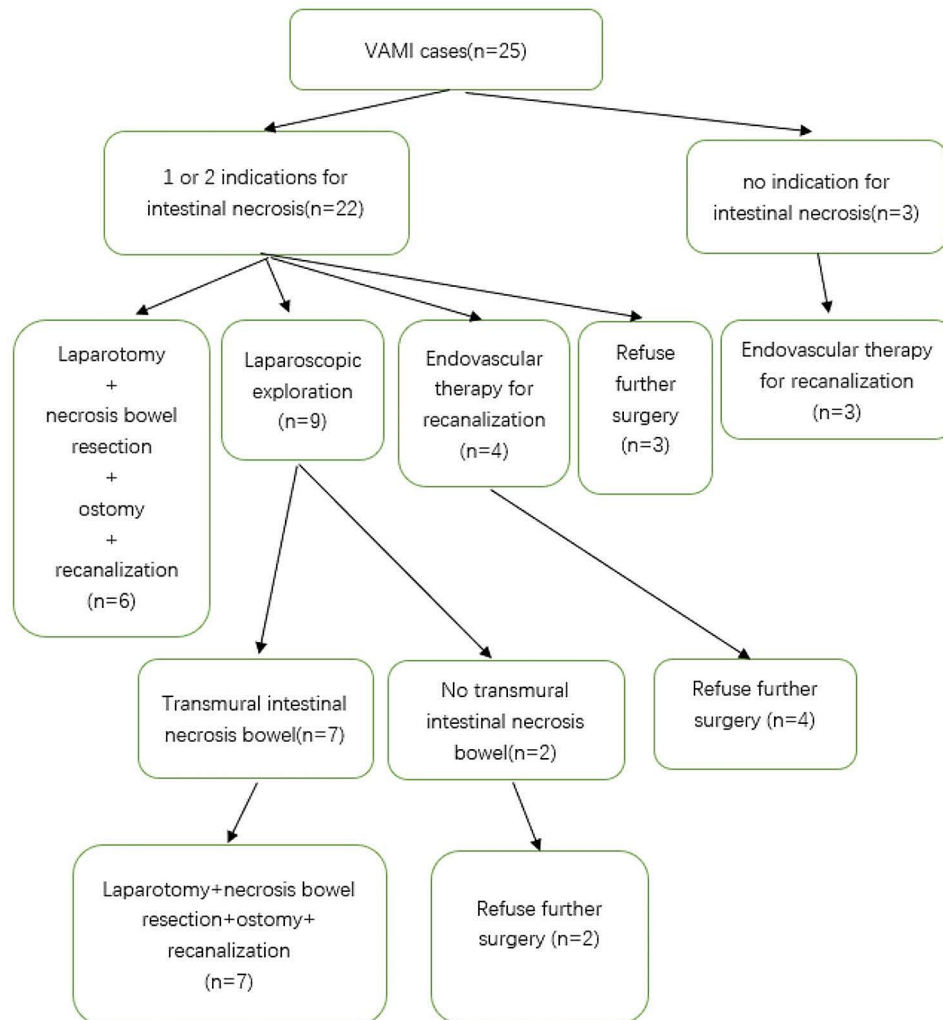 VAMI cases(n=25)
1 or 2 indications for
intestinal necrosis(n=22)
no indication for
intestinal necrosis(n=3)
Laparotomy
+
necrosis bowel
resection
+
ostomy
+
recanalization
(n=6)
Laparoscopic
exploration
(n=9)
Endovascular
therapy for
recanalization
(n=4)
Refuse
further
surgery
(n=3)
Endovascular therapy
for recanalization
(n=3)
Transmural intestinal
necrosis bowel(n=7)
No transmural
intestinal necrosis
bowel(n=2)
Refuse further
surgery (n=4)
Laparotomy+necrosis bowel
resection+ostomy+
recanalization
(n=7)
Refuse further
surgery (n=2)